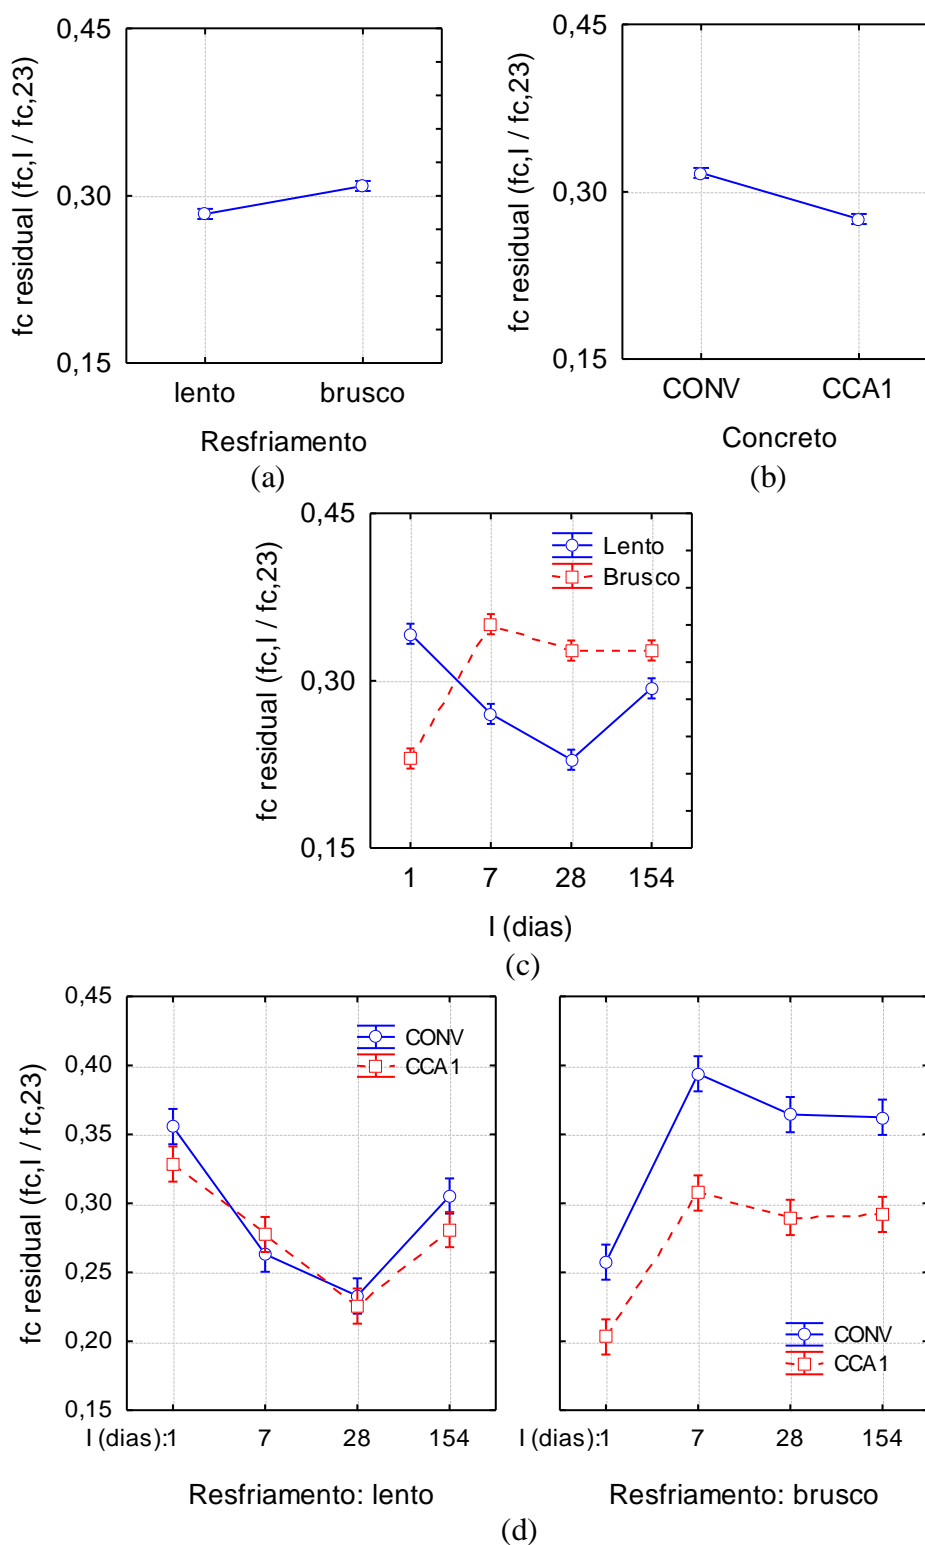 0,45
0,30
0,15
fc residual (fc,I / fc,23)
lento brusco
Resfriamento
(a)
0,45
0,30
0,15
fc residual (fc,I / fc,23)
CONV CCA1
Concreto
(b)
0,45
0,30
0,15
fc residual (fc,I / fc,23)
Lento
Brusco
1 7 28 154
I (dias)
(c)
0,45
0,40
0,35
0,30
0,25
0,20
0,15
fc residual (fc,I / fc,23)
CONV
CCA1
I (dias):1 7 28 154
Resfriamento: lento
CONV
CCA1
I (dias):1 7 28 154
Resfriamento: brusco
(d)